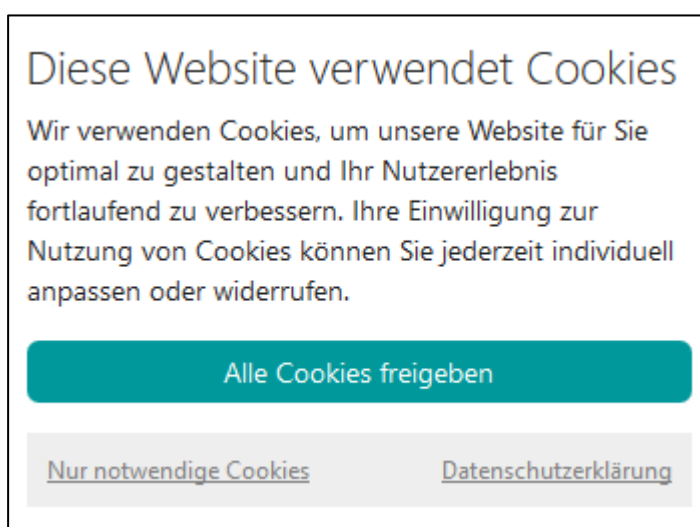 Diese Website verwendet Cookies
Wir verwenden Cookies, um unsere Website für Sie
optimal zu gestalten und Ihr Nutzererlebnis
fortlaufend zu verbessern. Ihre Einwilligung zur
Nutzung von Cookies können Sie jederzeit individuell
anpassen oder widerrufen.
Alle Cookies freigeben
Nur notwendige Cookies Datenschutzerklärung